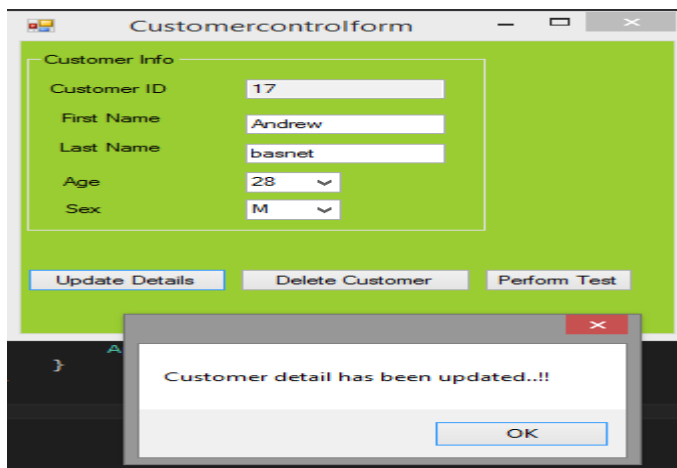 Customercontrolform
Customer Info
Customer ID 17
First Name Andrew
Last Name basnet
Age 28
Sex M
Update Details Delete Customer Perform Test
A
}
Customer detail has been updated..!!
OK